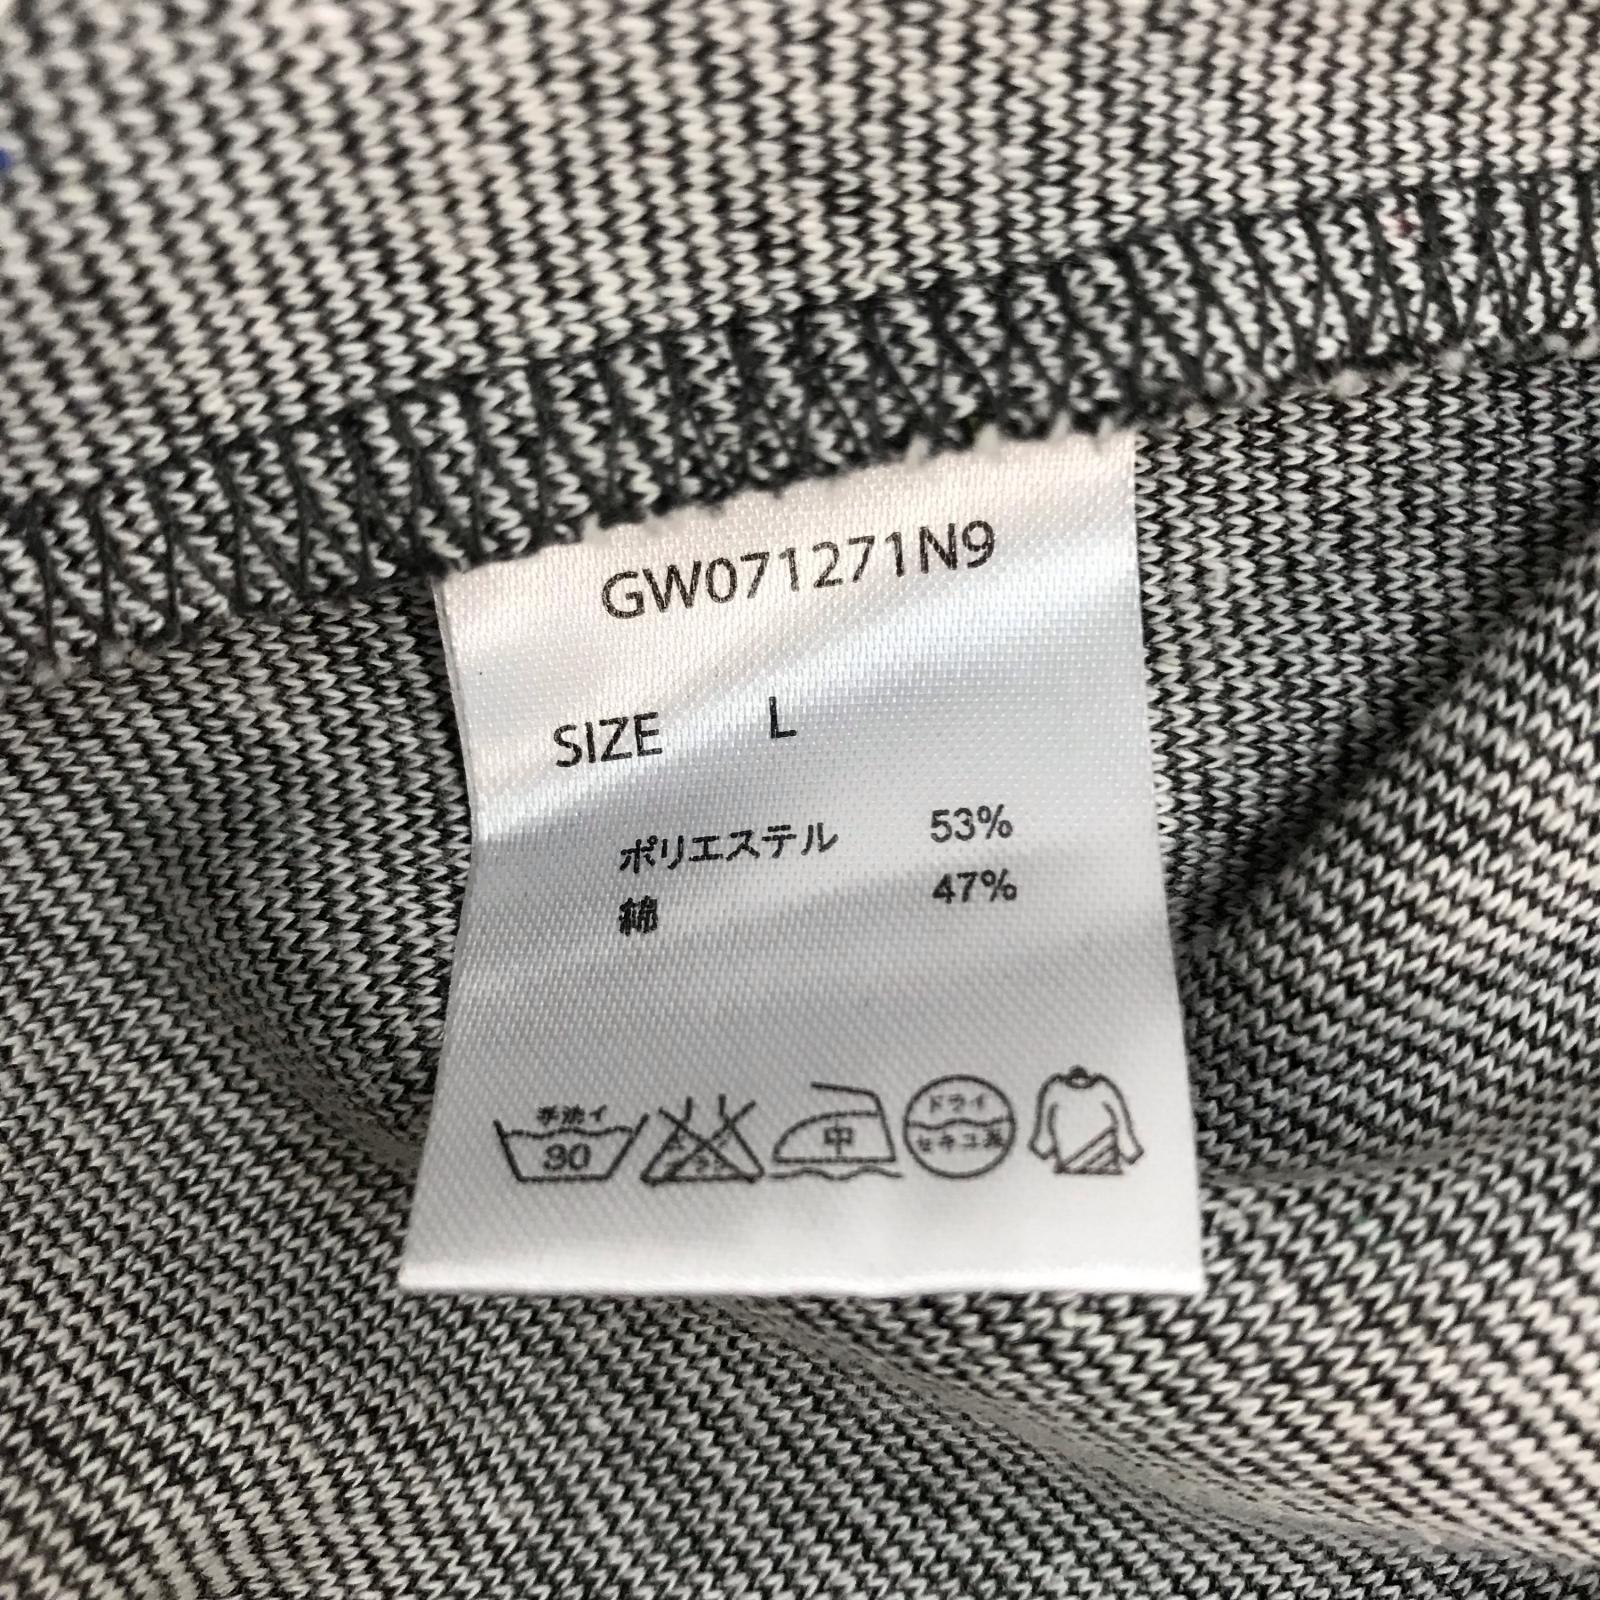 GW071271N9
SIZE L
ポリエステル 53%
綿 47%
手洗イ 30 中 ドライ セキユ系